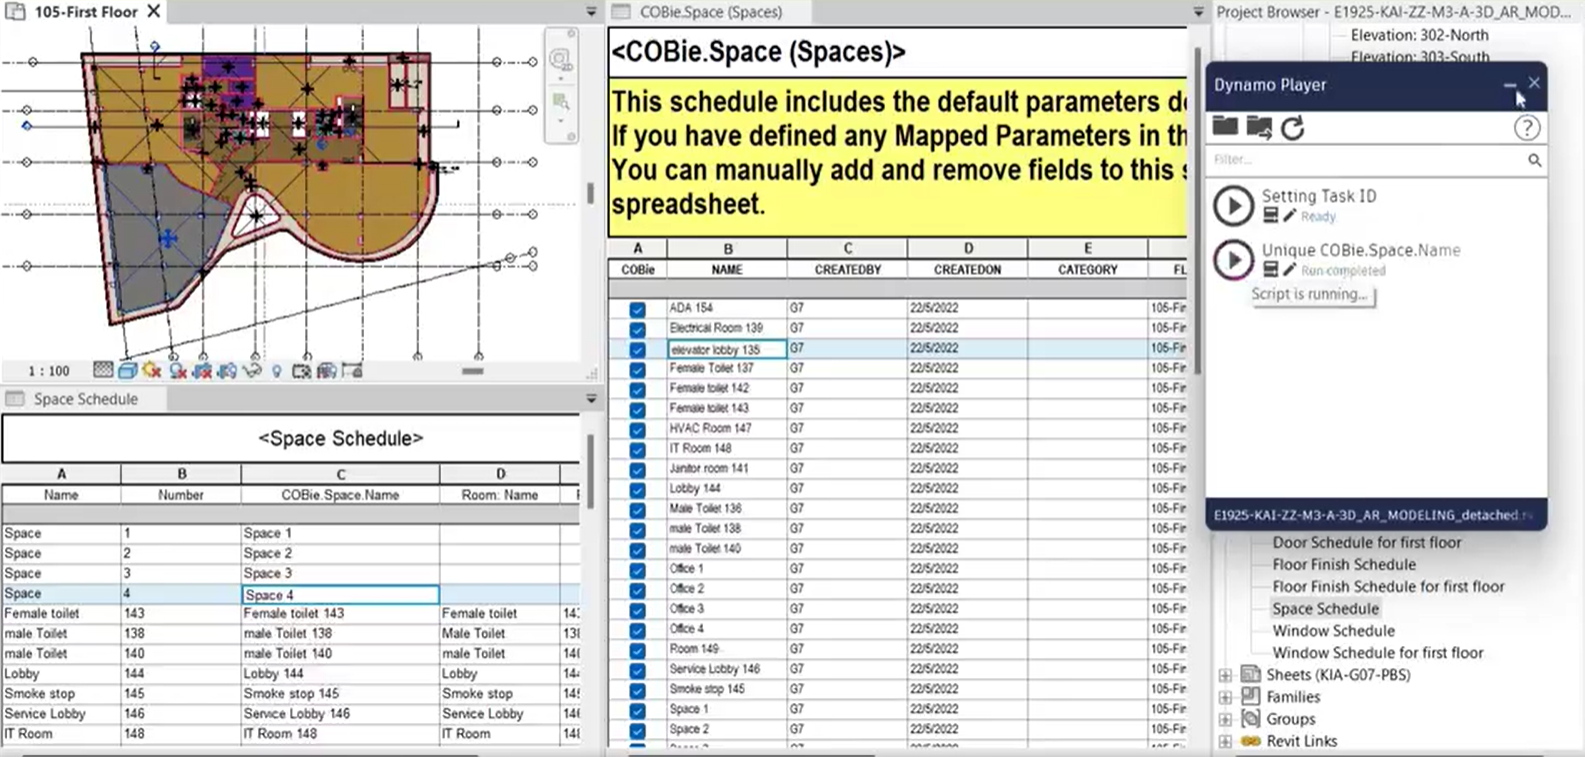 105-First Floor
1 : 100
Space Schedule
<Space Schedule>
A B C D
Name Number COBie.Space.Name Room: Name
Space 1 Space 1
Space 2 Space 2
Space 3 Space 3
Space 4 Space 4
Female toilet 143 Female toilet 143 Female toilet
male Toilet 138 male Toilet 138 Male Toilet
male Toilet 140 male Toilet 140 male Toilet
Lobby 144 Lobby 144 Lobby
Smoke stop 145 Smoke stop 145 Smoke stop
Service Lobby 146 Service Lobby 146 Service Lobby
IT Room 148 IT Room 148 IT Room
COBie.Space (Spaces)
<COBie.Space (Spaces)>
This schedule includes the default parameters
If you have defined any Mapped Parameters in
You can manually add and remove fields to this
spreadsheet.
A B C D E
COBie NAME CREATEDBY CREATEDON CATEGORY FL
ADA 154 G7 22/5/2022 105-Fir
Electrical Room 139 G7 22/5/2022 105-Fir
elevator lobby 135 G7 22/5/2022 105-Fir
Female Toilet 137 G7 22/5/2022 105-Fir
Female toilet 142 G7 22/5/2022 105-Fir
Female toilet 143 G7 22/5/2022 105-Fir
HVAC Room 147 G7 22/5/2022 105-Fir
IT Room 148 G7 22/5/2022 105-Fir
Janitor room 141 G7 22/5/2022 105-Fir
Lobby 144 G7 22/5/2022 105-Fir
Male Toilet 136 G7 22/5/2022 105-Fir
male Toilet 138 G7 22/5/2022 105-Fir
male Toilet 140 G7 22/5/2022 105-Fir
Office 1 G7 22/5/2022 105-Fir
Office 2 G7 22/5/2022 105-Fir
Office 3 G7 22/5/2022 105-Fir
Office 4 G7 22/5/2022 105-Fir
Room 149 G7 22/5/2022 105-Fir
Service Lobby 146 G7 22/5/2022 105-Fir
Smoke stop 145 G7 22/5/2022 105-Fir
Space 1 G7 22/5/2022 105-Fir
Space 2 G7 22/5/2022 105-Fir
Project Browser - E1925-KAI-ZZ-M3-A-3D_AR_MOD...
Elevation: 302-North
Elevation: 303-South
Dynamo Player
Filter...
Setting Task ID
Ready
Unique COBie.Space.Name
Run completed
Script is running...
E1925-KAI-ZZ-M3-A-3D_AR_MODELING_detached
Door Schedule for first floor
Floor Finish Schedule
Floor Finish Schedule for first floor
Space Schedule
Window Schedule
Window Schedule for first floor
Sheets (KIA-G07-PBS)
Families
Groups
Revit Links